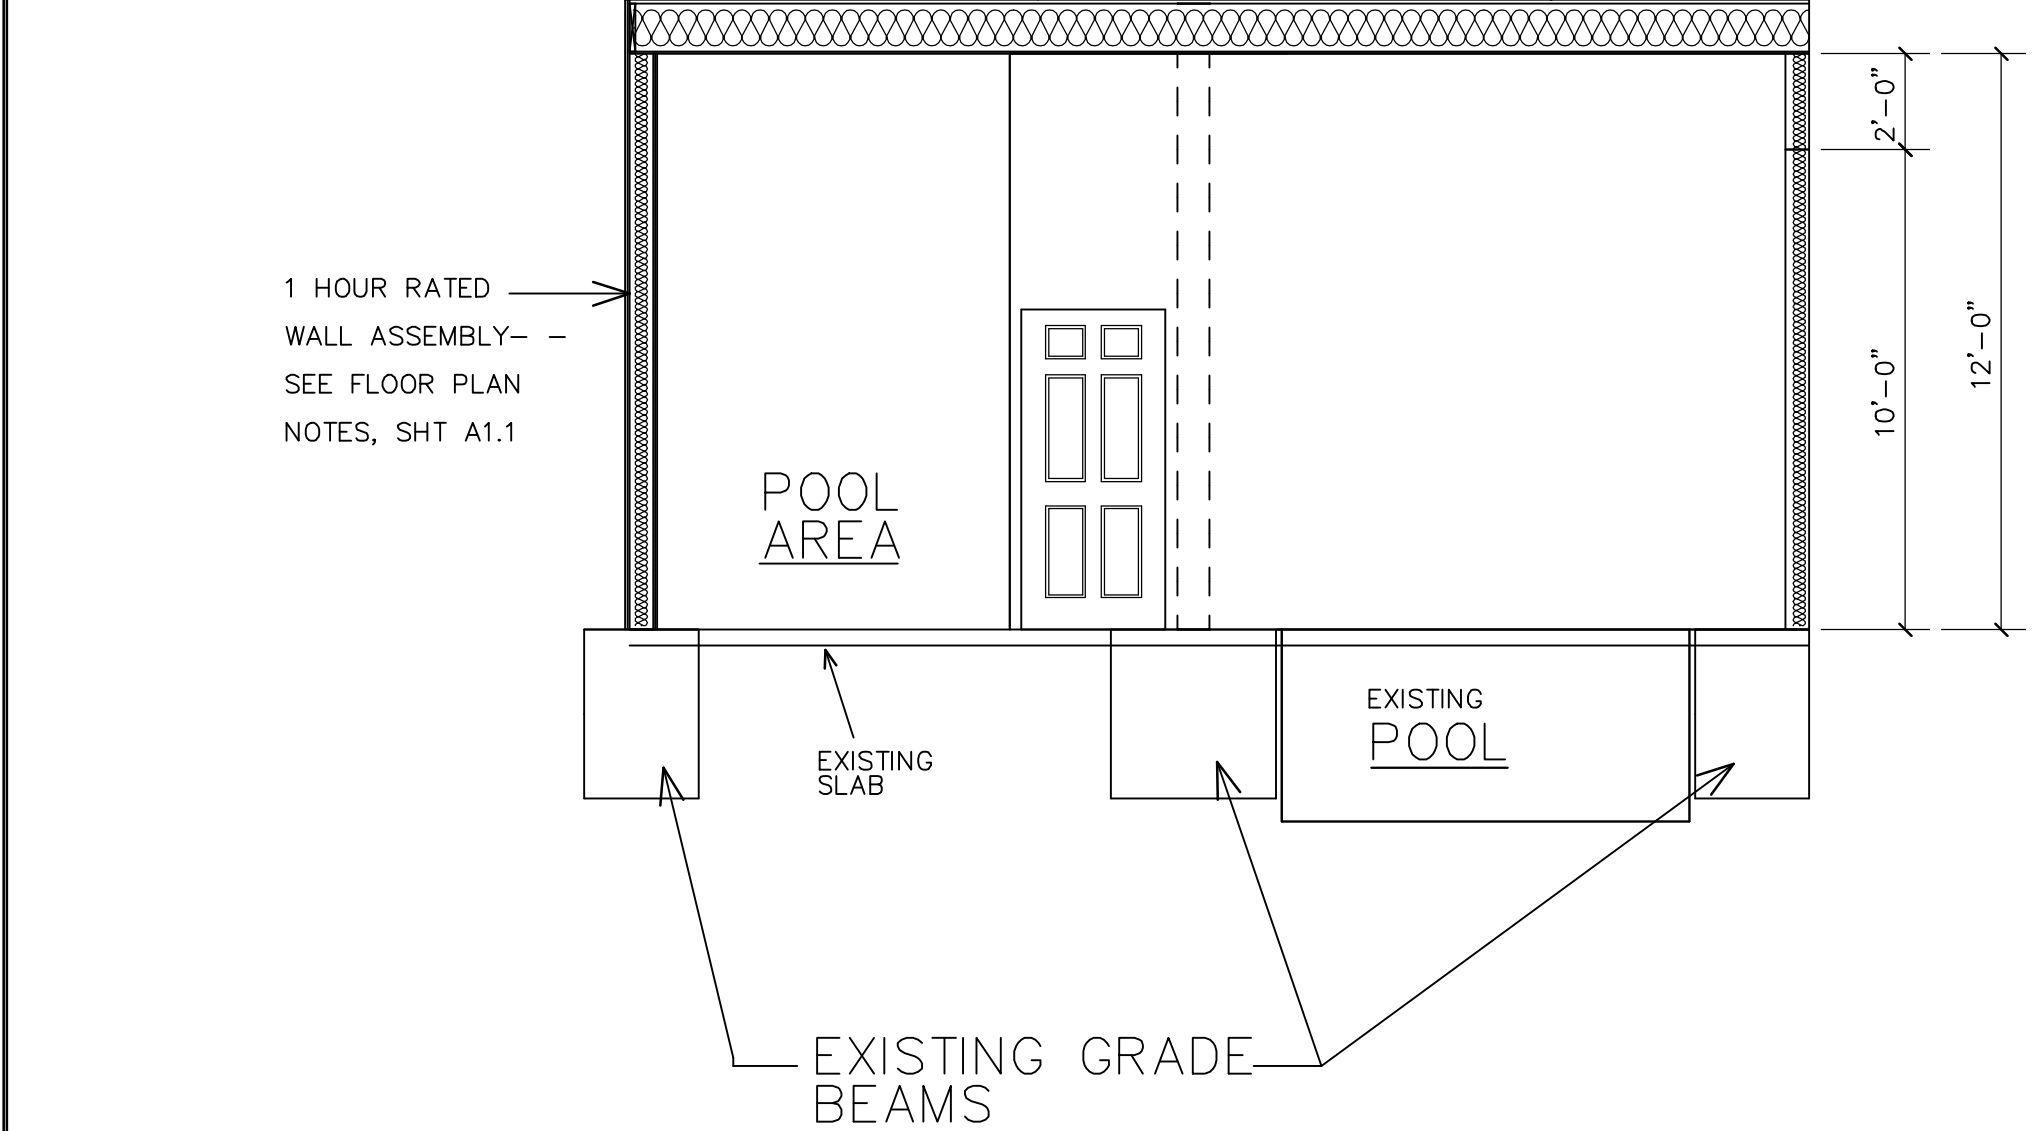 2'-0"
1 HOUR RATED
WALL ASSEMBLY- -
SEE FLOOR PLAN
NOTES, SHT A1.1
10'-0"
12'-0"
POOL
AREA
EXISTING
POOL
EXISTING
SLAB
EXISTING GRADE
BEAMS